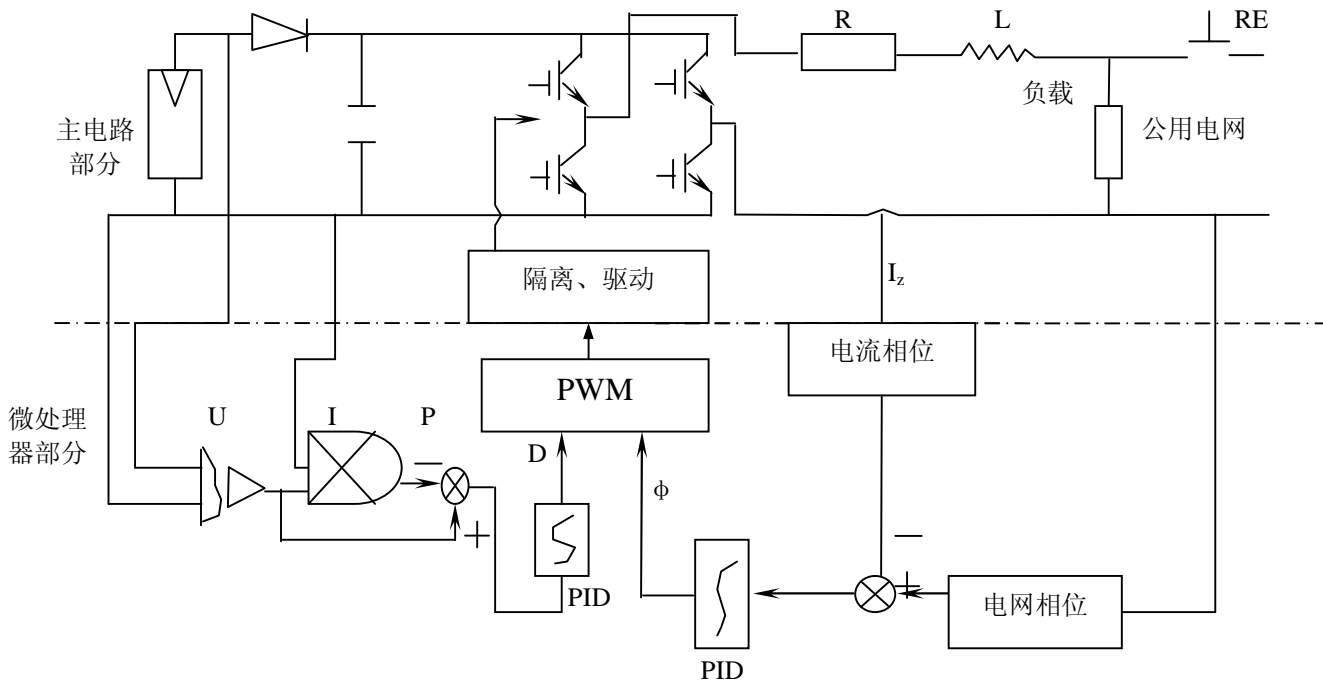 R
L
RE
负载
主电路
部分
公用电网
隔离、驱动
I_z
电流相位
PWM
微处理
器部分
U
I
P
D
φ
PID
电网相位
PID